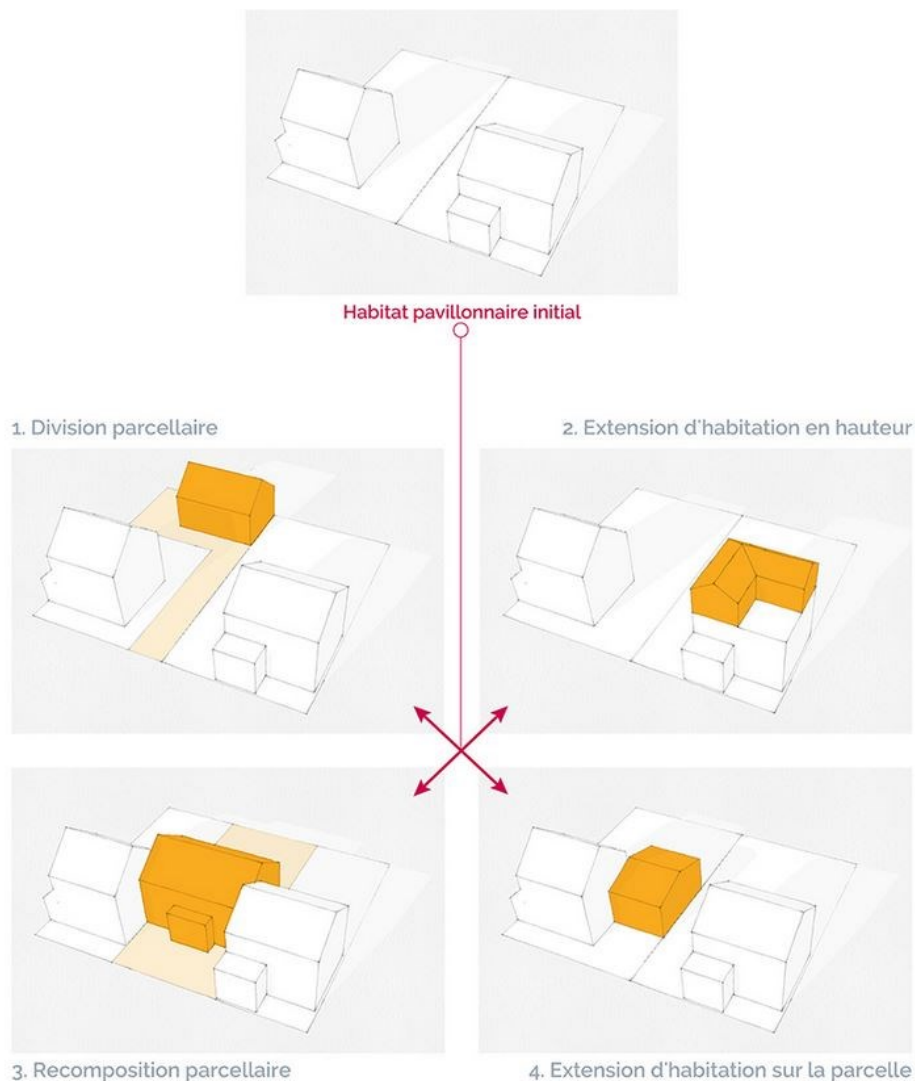 Habitat pavillonnaire initial
1. Division parcellaire
2. Extension d'habitation en hauteur
3. Recomposition parcellaire
4. Extension d'habitation sur la parcelle